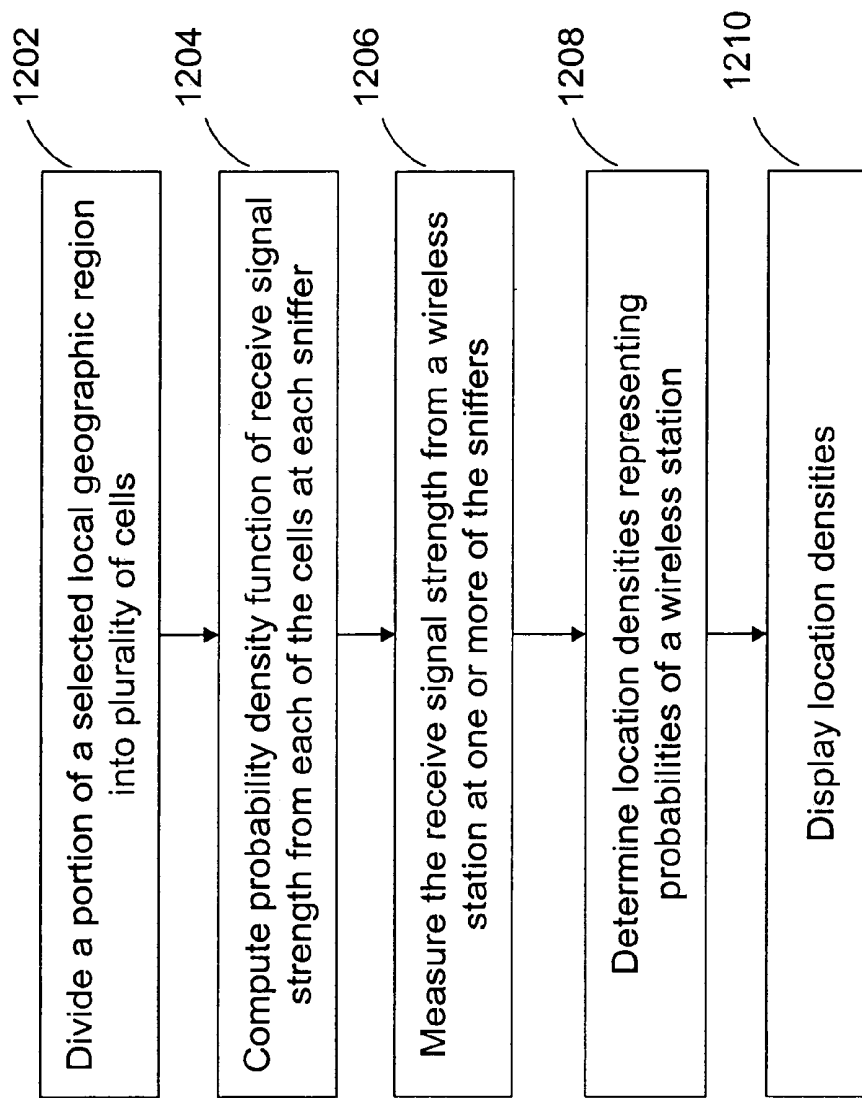 1202
Divide a portion of a selected local geographic region
into plurality of cells
1204
Compute probability density function of receive signal
strength from each of the cells at each sniffer
1206
Measure the receive signal strength from a wireless
station at one or more of the sniffers
1208
Determine location densities representing
probabilities of a wireless station
1210
Display location densities